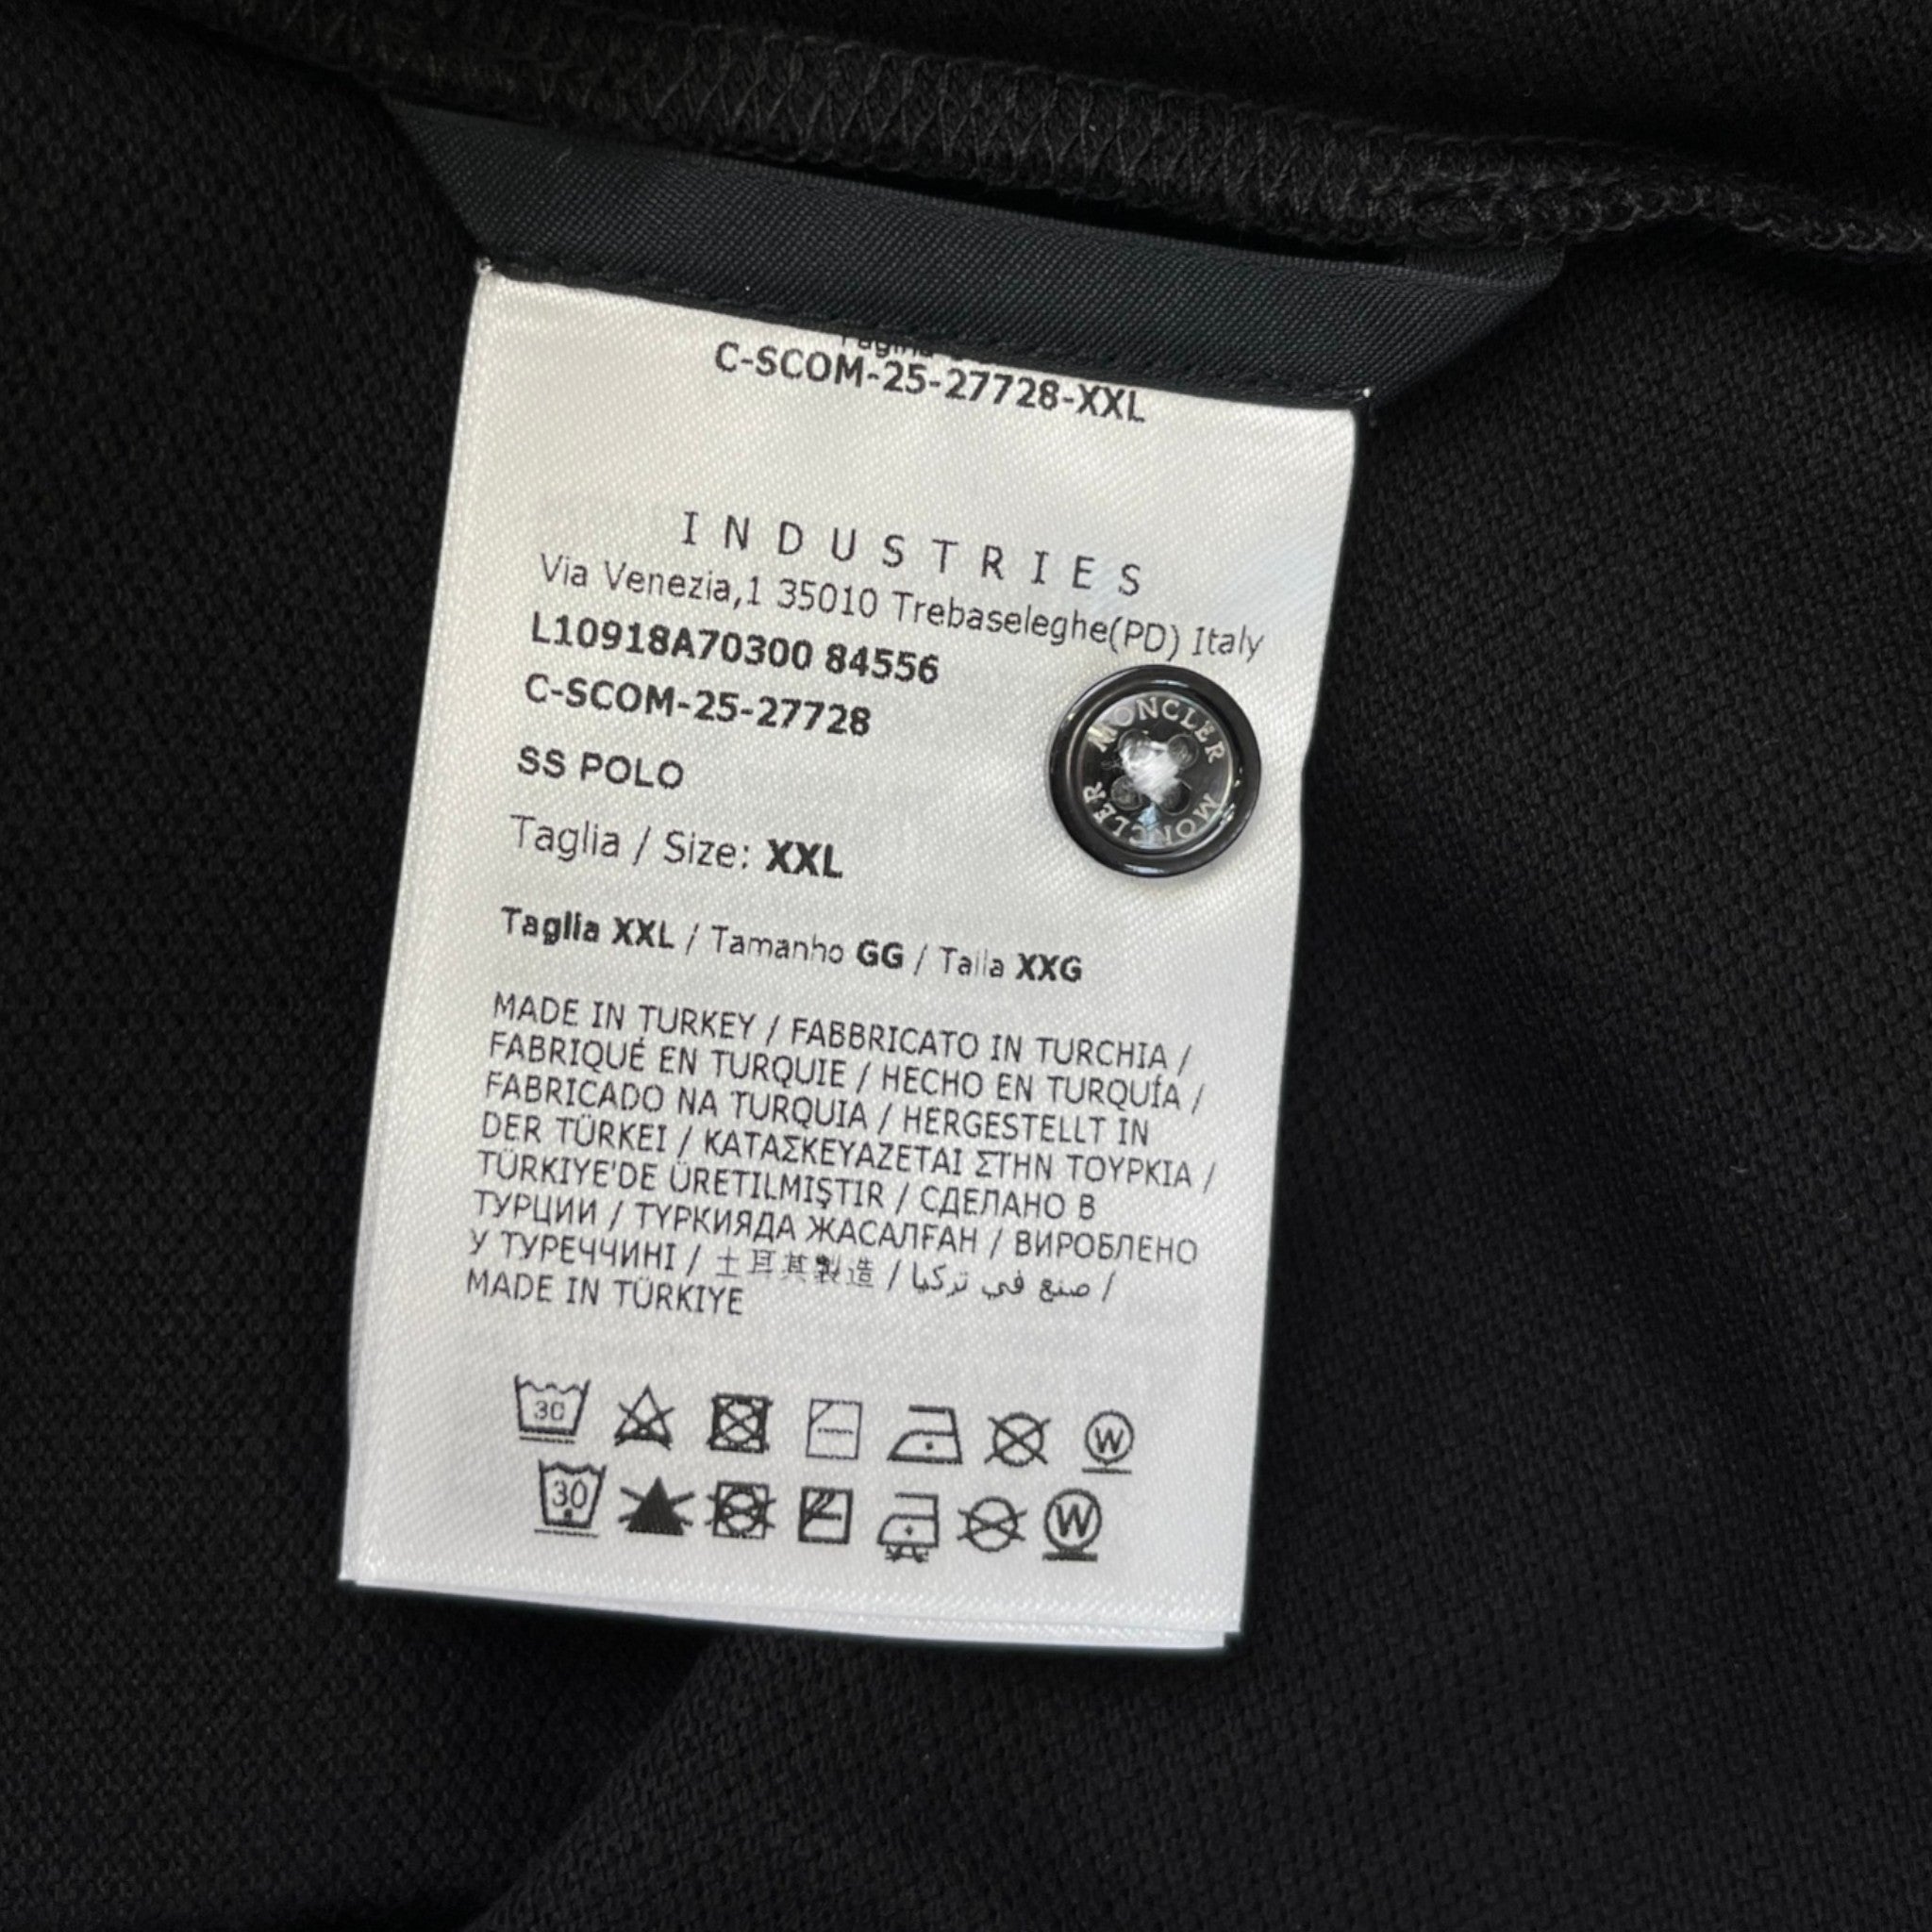 C-SCOM-25-27728-XXL
INDUSTRIES
Via Venezia,1 35010 Trebaseleghe(PD) Italy
L10918A70300 84556
C-SCOM-25-27728
SS POLO
MONCLER MONCLER
Taglia / Size: XXL
Taglia XXL / Tamanho GG / Talla XXG
MADE IN TURKEY / FABBRICATO IN TURCHIA /
FABRIQUÉ EN TURQUIE / HECHO EN TURQUÍA /
FABRICADO NA TURQUIA / HERGESTELLT IN
DER TÜRKEI / ΚΑΤΑΣΚΕΥΑΖΕΤΑΙ ΣΤΗΝ ΤΟΥΡΚΙΑ /
TÜRKIYE'DE ÜRETILMIŞTIR / СДЕЛАНО В
ТУРЦИИ / ТҮРКИЯДА ЖАСАЛҒАН / ВИРОБЛЕНО
У ТУРЕЧЧИНІ / 土耳其製造 / صنع في تركيا /
MADE IN TÜRKIYE
30 W
30 W